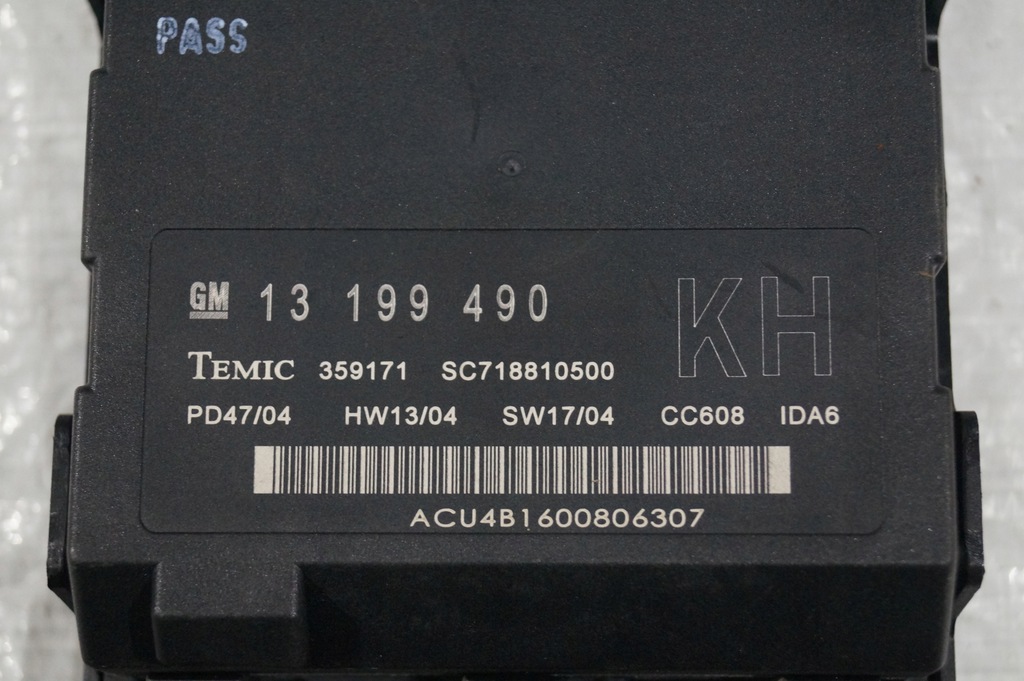 PASS
GM 13 199 490 KH
TEMIC 359171 SC718810500
PD47/04 HW13/04 SW17/04 CC608 IDA6
ACU4B1600806307